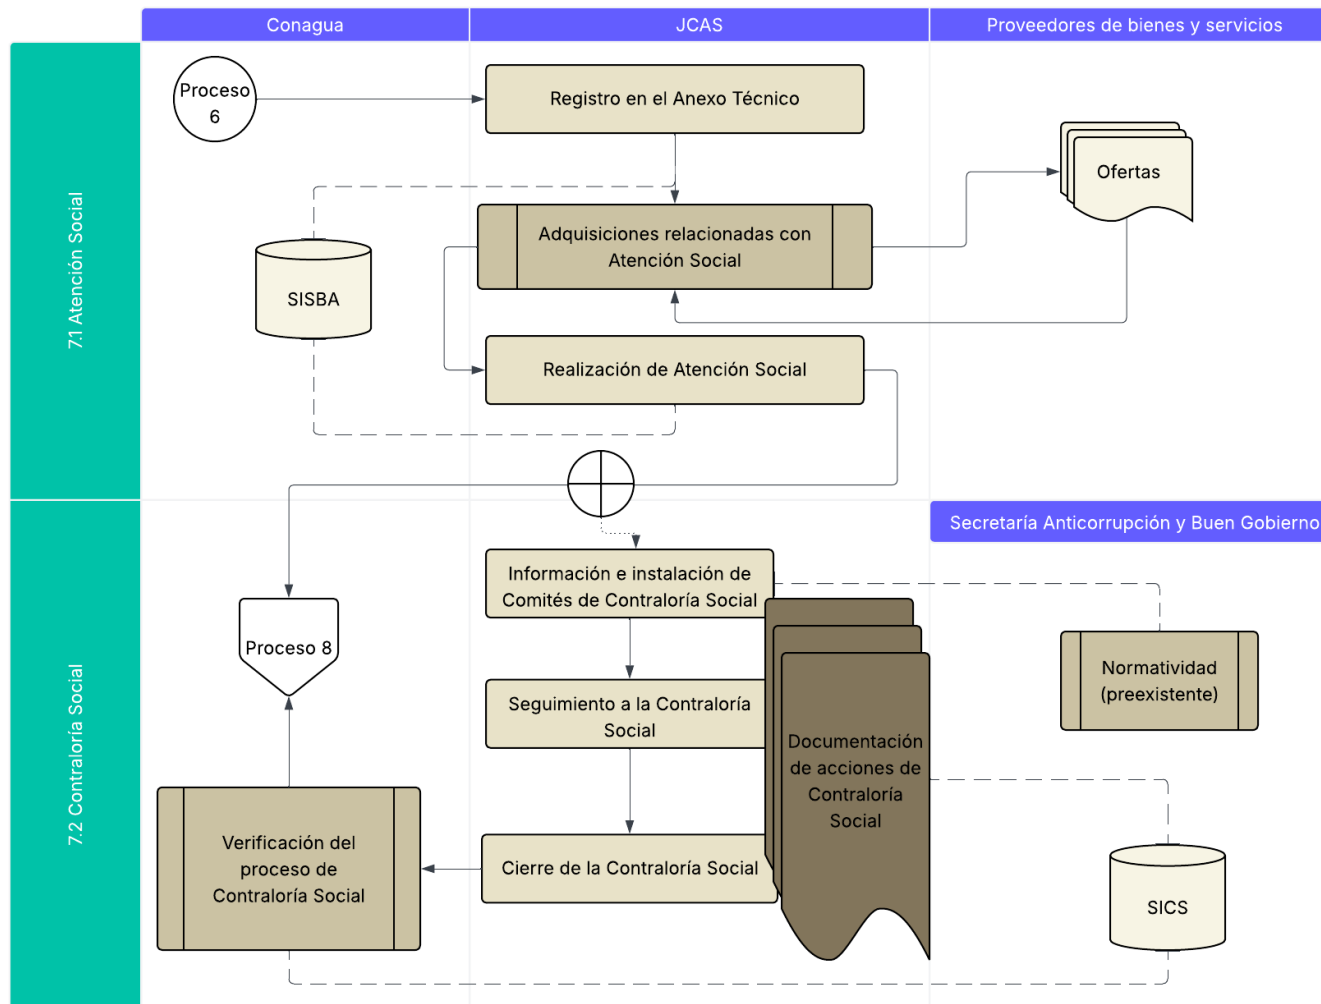 Conagua
JCAS
Proveedores de bienes y servicios
7.1 Atención Social
Proceso
6
Registro en el Anexo Técnico
Ofertas
Adquisiciones relacionadas con
Atención Social
SISBA
Realización de Atención Social
7.2 Contraloría Social
Secretaría Anticorrupción y Buen Gobierno
Información e instalación de
Comités de Contraloría Social
Proceso 8
Normatividad
(preexistente)
Seguimiento a la Contraloría
Social
Documentación
de acciones de
Contraloría
Social
Verificación del
proceso de
Contraloría Social
Cierre de la Contraloría Social
SICS